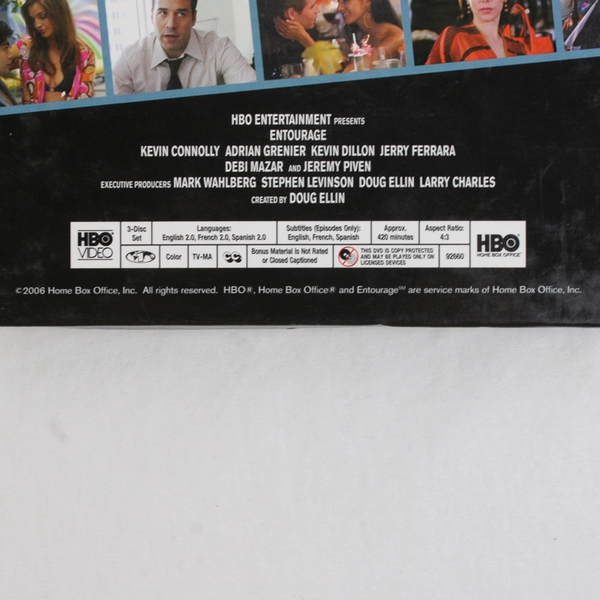 HBO ENTERTAINMENT PRESENTS
ENTOURAGE
KEVIN CONNOLLY ADRIAN GRENIER KEVIN DILLON JERRY FERRARA
DEBI MAZAR AND JEREMY PIVEN
EXECUTIVE PRODUCERS MARK WAHLBERG STEPHEN LEVINSON DOUG ELLIN LARRY CHARLES
CREATED BY DOUG ELLIN
HBO VIDEO
3-Disc Set
Languages:
English 2.0, French 2.0, Spanish 2.0
Subtitles (Episodes Only):
English, French, Spanish
Approx.
420 minutes
Aspect Ratio:
4:3
Color
TV-MA
CC
Bonus Material Is Not Rated
or Closed Captioned
THIS DVD IS COPY PROTECTED
AND MAY BE PLAYED ONLY ON
LICENSED DEVICES
92660
HBO
HOME BOX OFFICE
©2006 Home Box Office, Inc. All rights reserved. HBO®, Home Box Office® and Entourage℠ are service marks of Home Box Office, Inc.